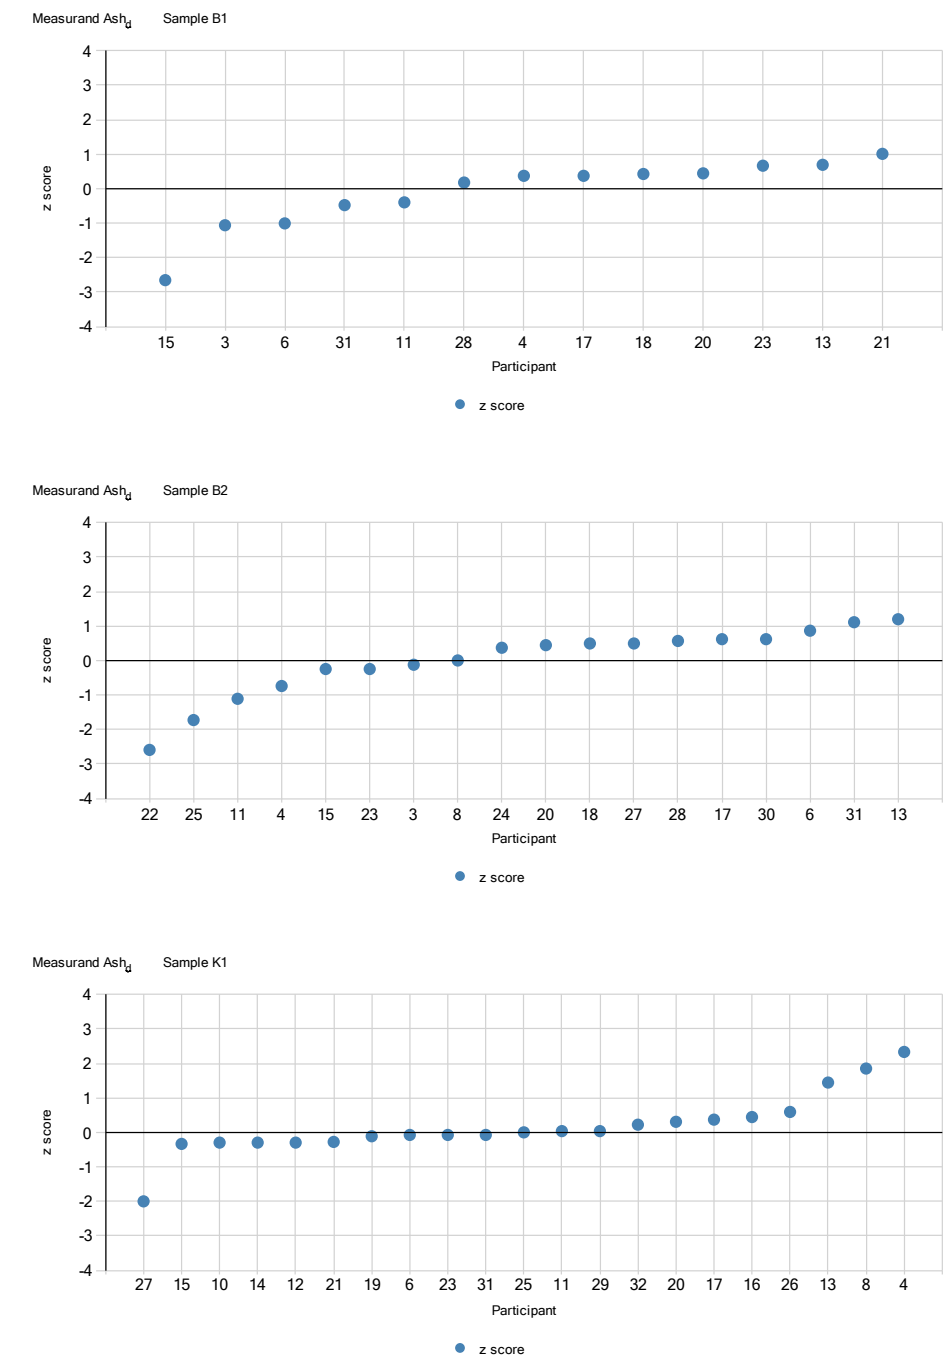 Measurand Ashd Sample B1
4
3
2
1
0
-1
-2
-3
-4
z score
15 3 6 31 11 28 4 17 18 20 23 13 21
Participant
z score
Measurand Ashd Sample B2
4
3
2
1
0
-1
-2
-3
-4
z score
22 25 11 4 15 23 3 8 24 20 18 27 28 17 30 6 31 13
Participant
z score
Measurand Ashd Sample K1
4
3
2
1
0
-1
-2
-3
-4
z score
27 15 10 14 12 21 19 6 23 31 25 11 29 32 20 17 16 26 13 8 4
Participant
z score